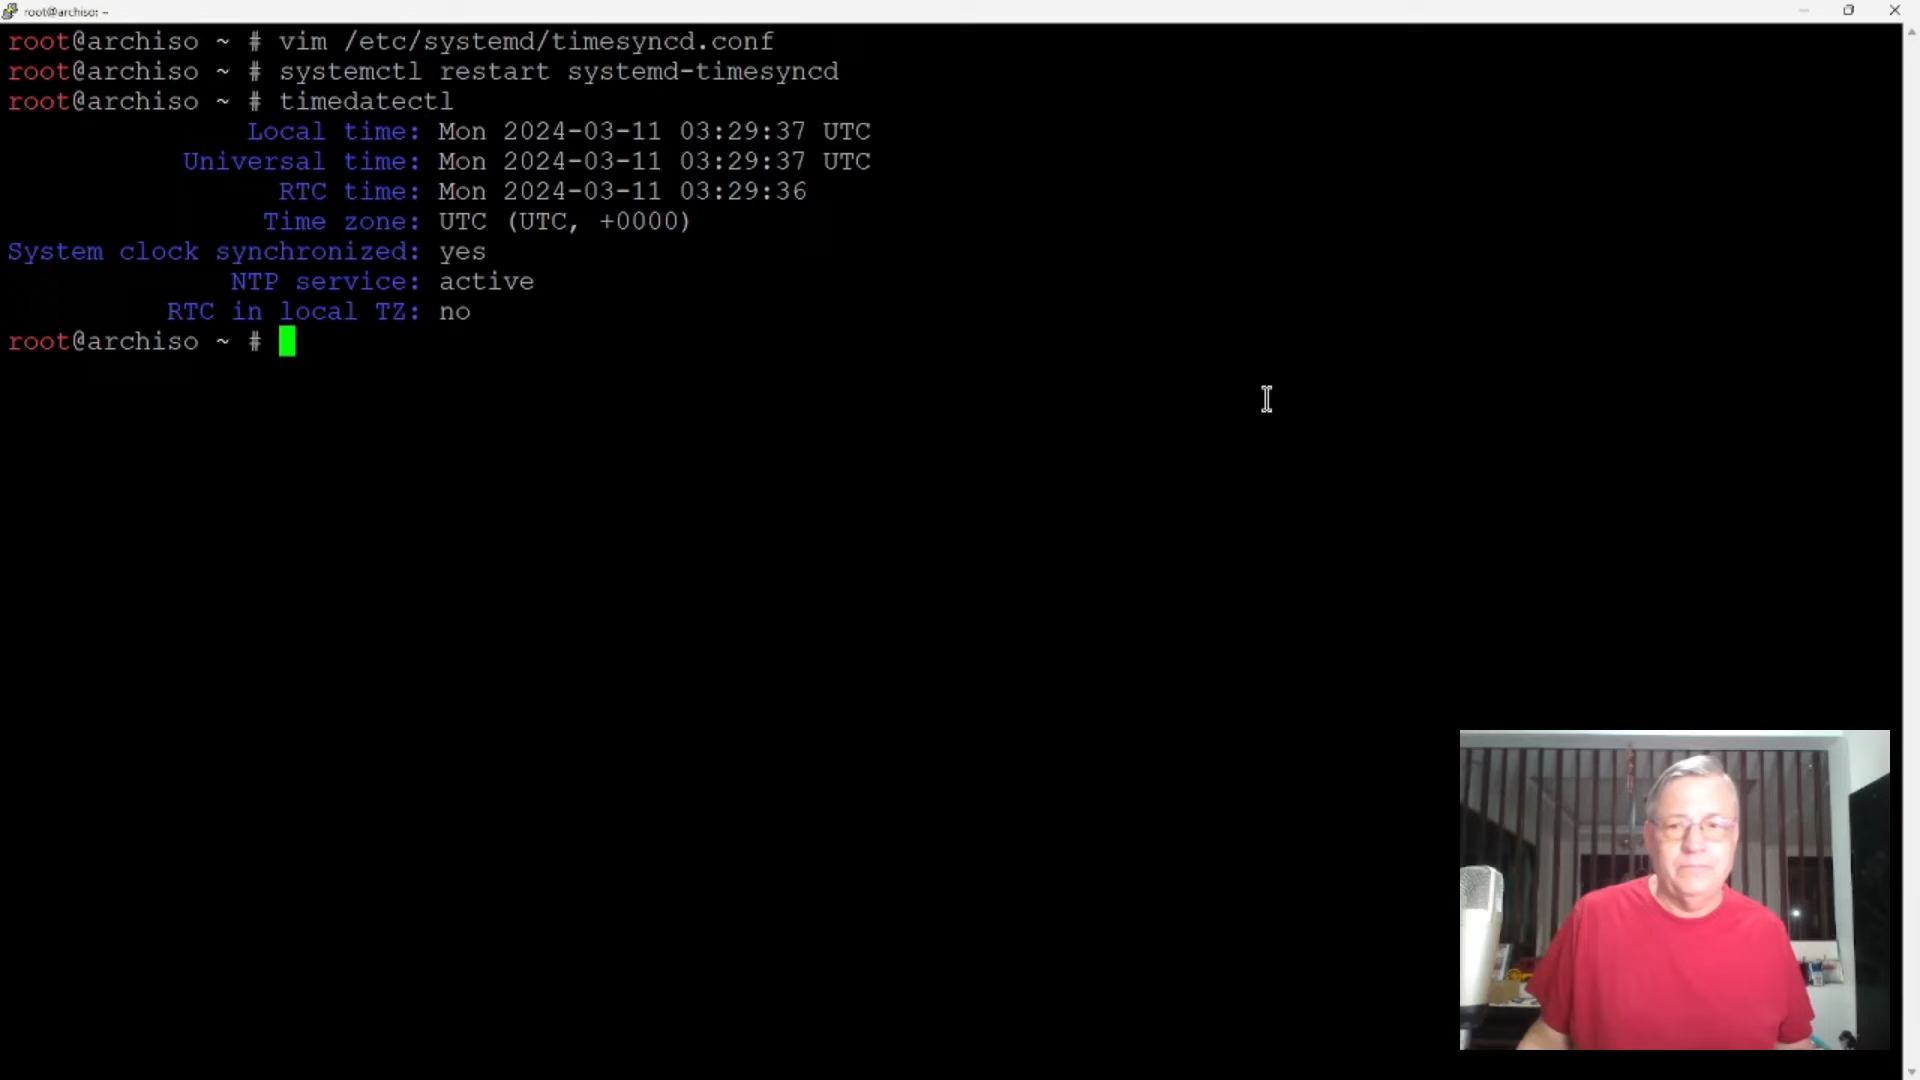 root@archiso: ~
root@archiso ~ # vim /etc/systemd/timesyncd.conf
root@archiso ~ # systemctl restart systemd-timesyncd
root@archiso ~ # timedatectl
Local time: Mon 2024-03-11 03:29:37 UTC
Universal time: Mon 2024-03-11 03:29:37 UTC
RTC time: Mon 2024-03-11 03:29:36
Time zone: UTC (UTC, +0000)
System clock synchronized: yes
NTP service: active
RTC in local TZ: no
root@archiso ~ #